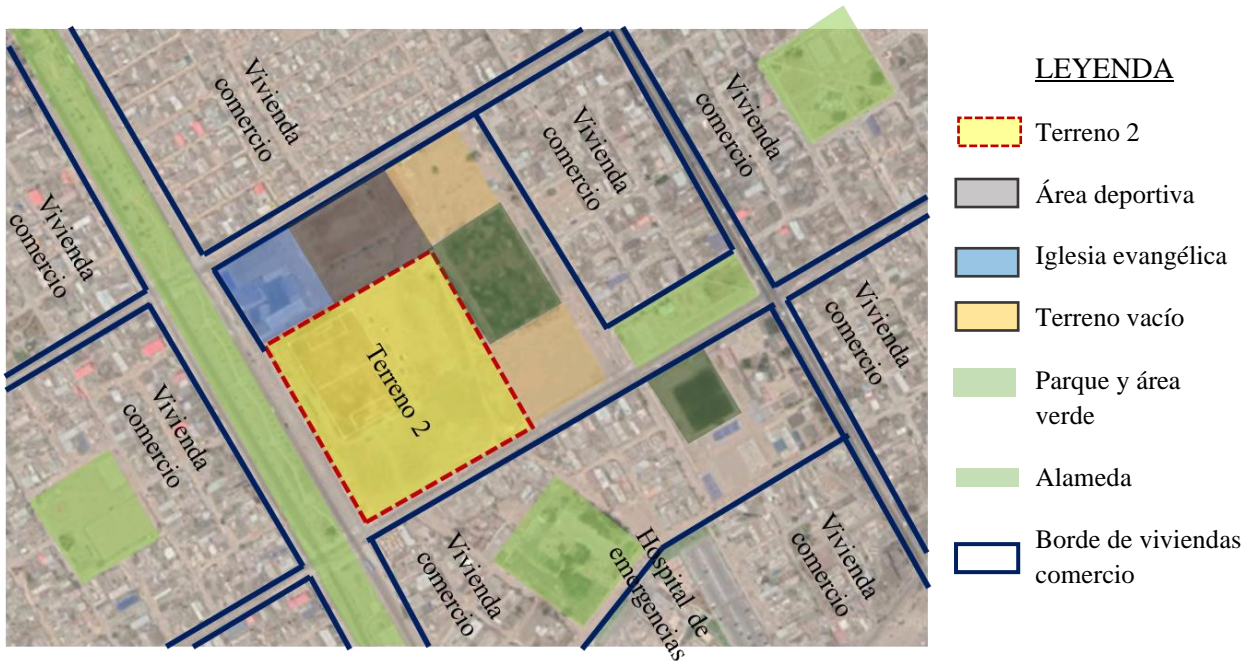 Vivienda
comercio
Vivienda
comercio
Vivienda
comercio
Vivienda
comercio
Vivienda
comercio
Vivienda
comercio
Terreno 2
Vivienda
comercio
Hospital de
emergencias
Vivienda
comercio
LEYENDA
Terreno 2
Área deportiva
Iglesia evangélica
Terreno vacío
Parque y área
verde
Alameda
Borde de viviendas
comercio